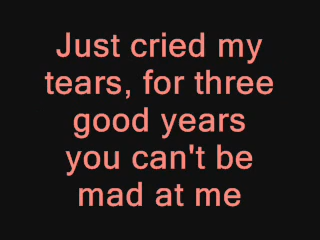 Just cried my
tears, for three
good years
you can't be
mad at me